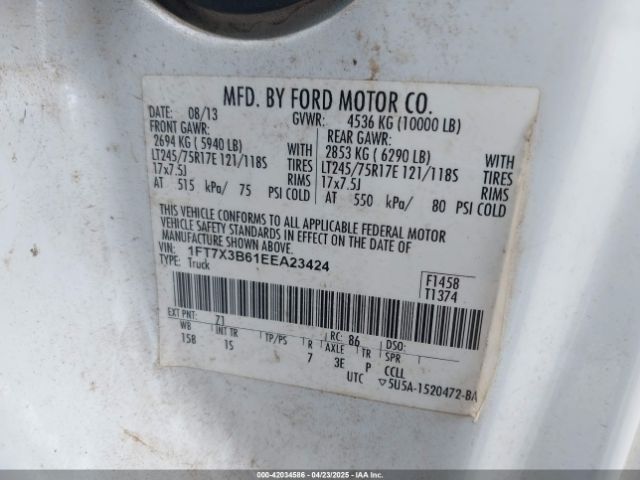 MFD. BY FORD MOTOR CO.
DATE: 08/13 GVWR: 4536 KG (10000 LB)
FRONT GAWR: REAR GAWR:
2694 KG ( 5940 LB) WITH 2853 KG ( 6290 LB) WITH
LT245/75R17E 121/118S TIRES LT245/75R17E 121/118S TIRES
17x7.5J RIMS 17x7.5J RIMS
AT 515 kPa/ 75 PSI COLD AT 550 kPa/ 80 PSI COLD
THIS VEHICLE CONFORMS TO ALL APPLICABLE FEDERAL MOTOR
VEHICLE SAFETY STANDARDS IN EFFECT ON THE DATE OF
MANUFACTURE SHOWN ABOVE.
VIN: 1FT7X3B61EEA23424
TYPE: Truck
F1458
T1374
EXT PNT: Z1 RC: 86 DSO:
WB INT TR TP/PS R AXLE TR SPR
158 15 7 3E P CCLL
UTC ▽5U5A-1520472-BA
#IAA-42034586 - 04/23/2025 - IAA Inc.